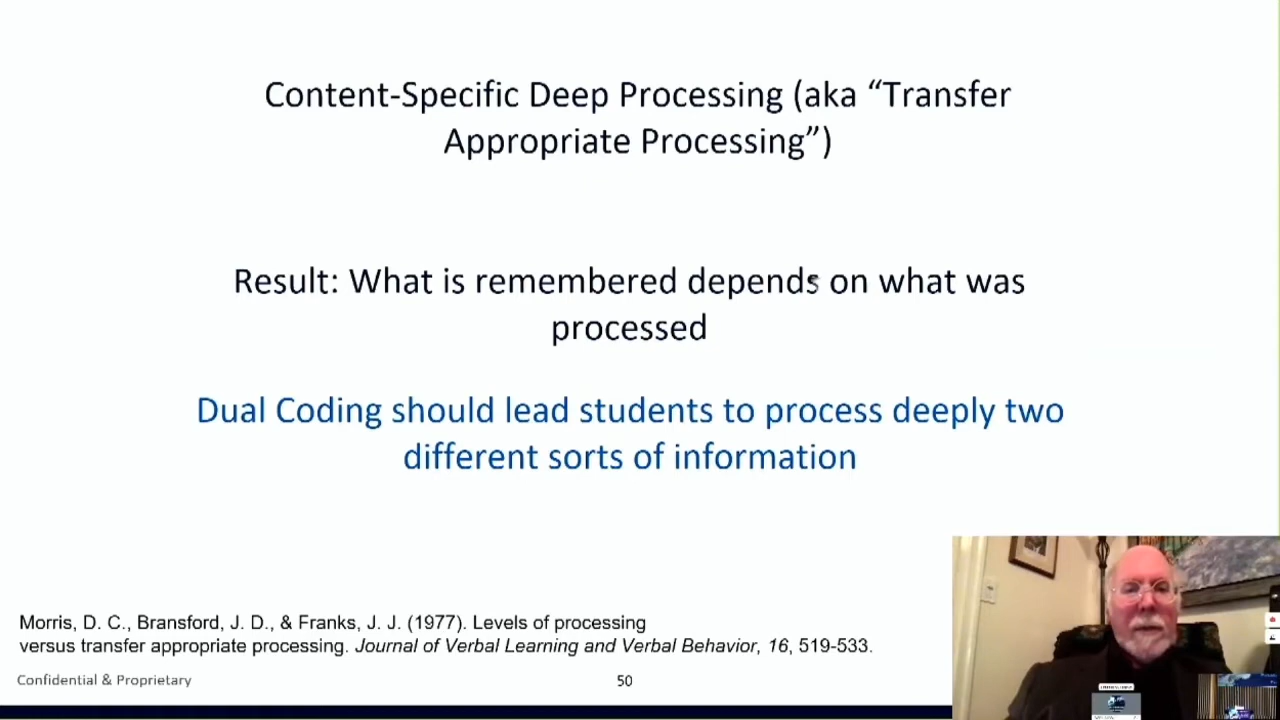 Content-Specific Deep Processing (aka “Transfer
Appropriate Processing”)
Result: What is remembered depends on what was
processed
Dual Coding should lead students to process deeply two
different sorts of information
Morris, D. C., Bransford, J. D., & Franks, J. J. (1977). Levels of processing
versus transfer appropriate processing. Journal of Verbal Learning and Verbal Behavior, 16, 519-533.
Confidential & Proprietary
50